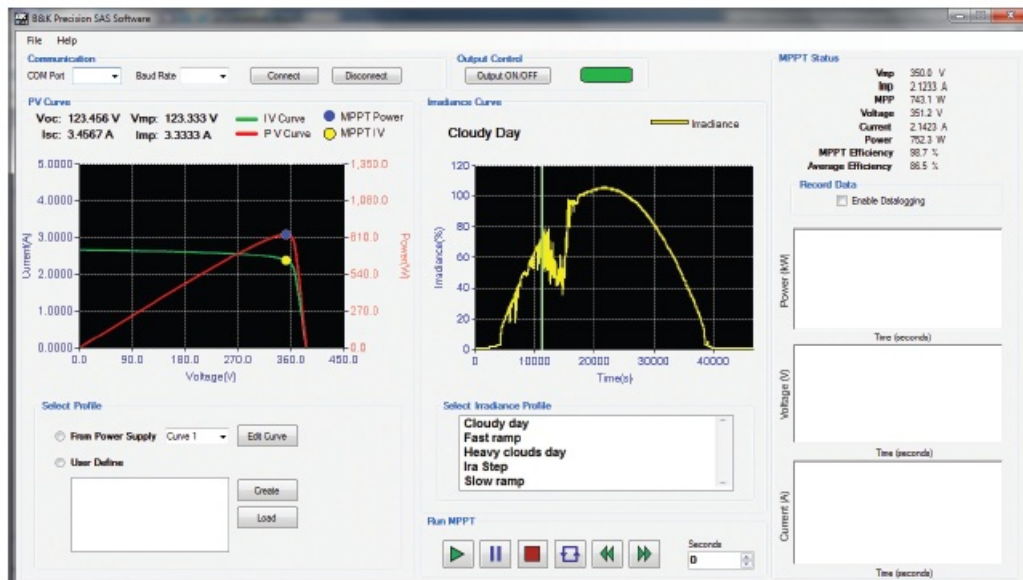 B&K Precision SAS Software
File Help
Communication
COM Port Baud Rate Connect Disconnect
Output Control
Output ON/OFF
PV Curve
Voc: 123.456 V Vmp: 123.333 V
Isc: 3.4567 A Imp: 3.3333 A
I V Curve
P V Curve
MPPT Power
MPPT I V
5.0000
4.0000
3.0000
2.0000
1.0000
0.0000
Current(A)
1,350.0
1,080.0
810.0
540.0
270.0
0.0
Power(W)
0.0 90.0 180.0 270.0 360.0 450.0
Voltage(V)
Irradiance Curve
Cloudy Day
Irradiance
120
100
80
60
40
20
0
Irradiance(%)
0 10000 20000 30000 40000
Time(s)
MPPT Status
Vmp 350.0 V
Imp 2.1233 A
MPP 743.1 W
Voltage 351.2 V
Current 2.1423 A
Power 752.3 W
MPPT Efficiency 98.7 %
Average Efficiency 86.5 %
Record Data
Enable Datalogging
Power (kW)
Time (seconds)
Voltage (V)
Time (seconds)
Current (A)
Time (seconds)
Select Profile
From Power Supply Curve 1 Edit Curve
User Define
Create
Load
Select Irradiance Profile
Cloudy day
Fast ramp
Heavy clouds day
Ira Step
Slow ramp
Run MPPT
Seconds
0